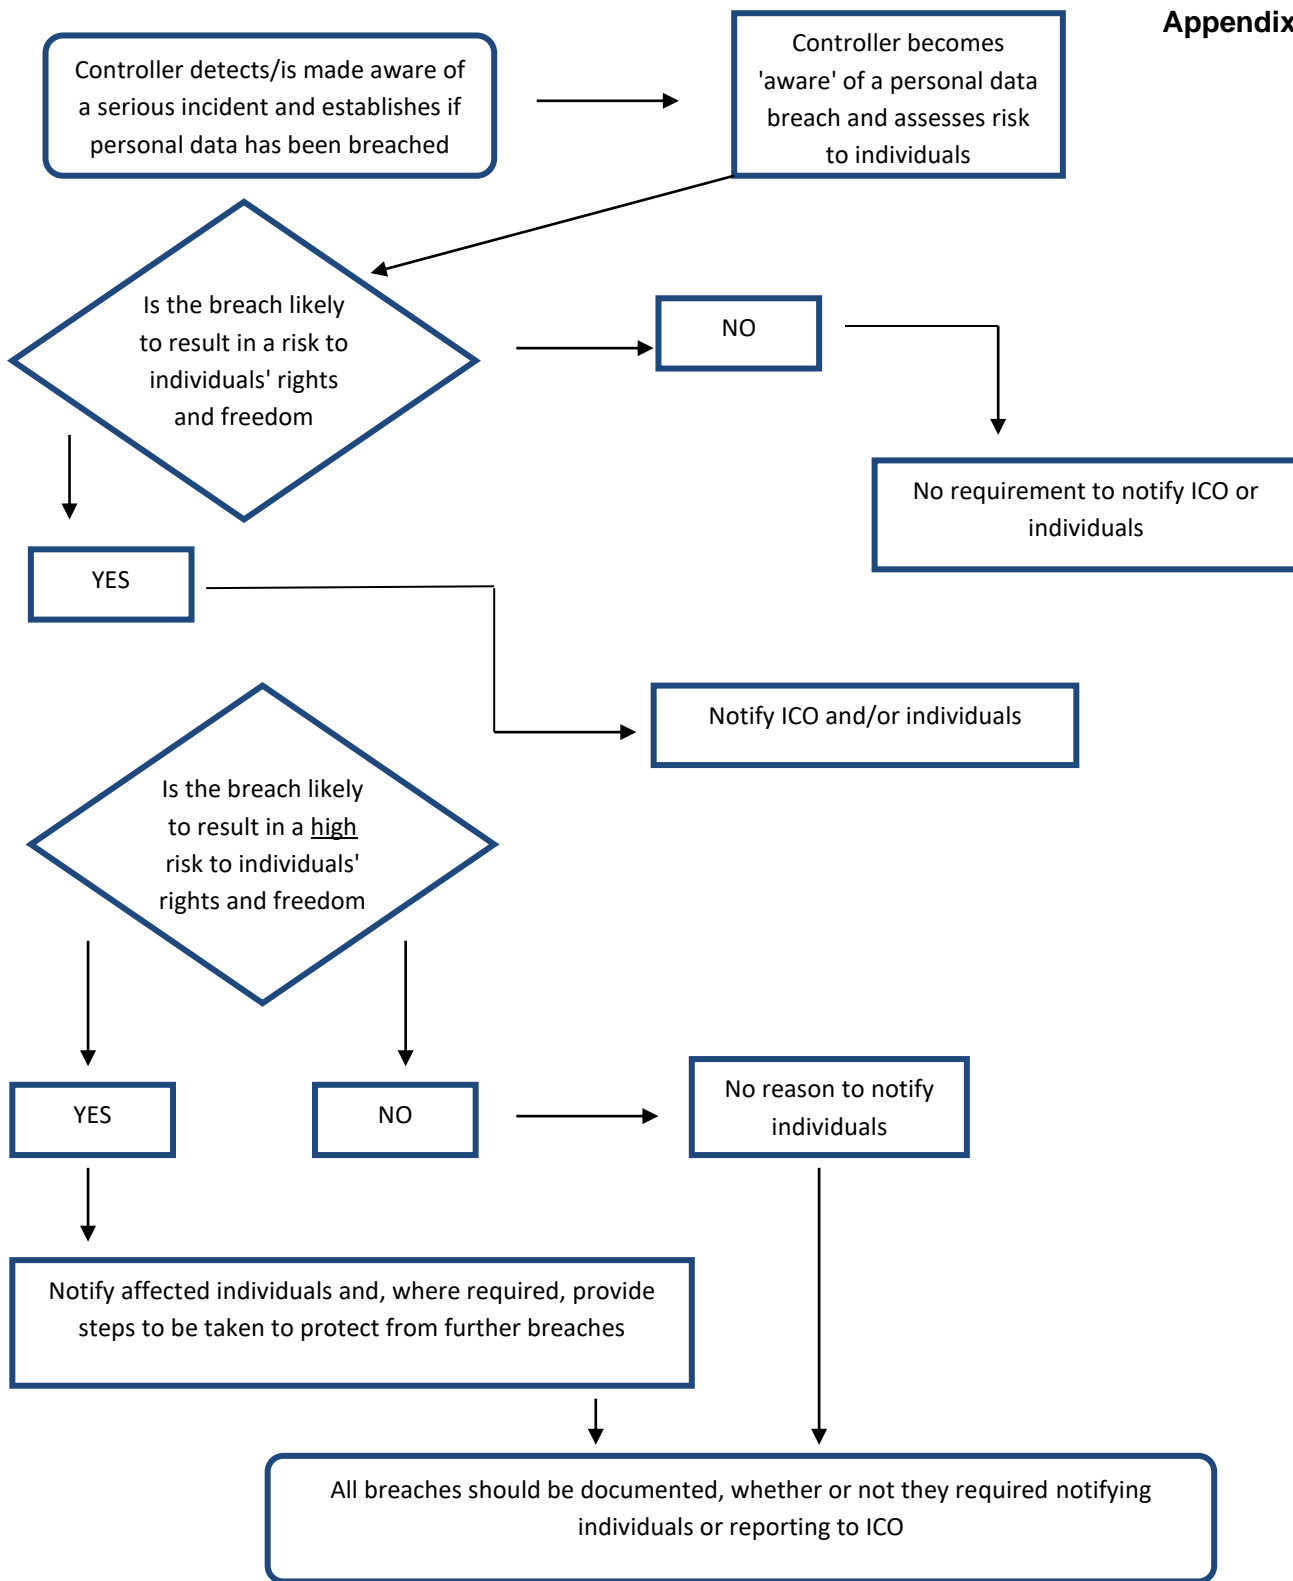 Appendix
Controller detects/is made aware of
a serious incident and establishes if
personal data has been breached
Controller becomes
'aware' of a personal data
breach and assesses risk
to individuals
Is the breach likely
to result in a risk to
individuals' rights
and freedom
NO
No requirement to notify ICO or
individuals
YES
Notify ICO and/or individuals
Is the breach likely
to result in a high
risk to individuals'
rights and freedom
YES
NO
No reason to notify
individuals
Notify affected individuals and, where required, provide
steps to be taken to protect from further breaches
All breaches should be documented, whether or not they required notifying
individuals or reporting to ICO